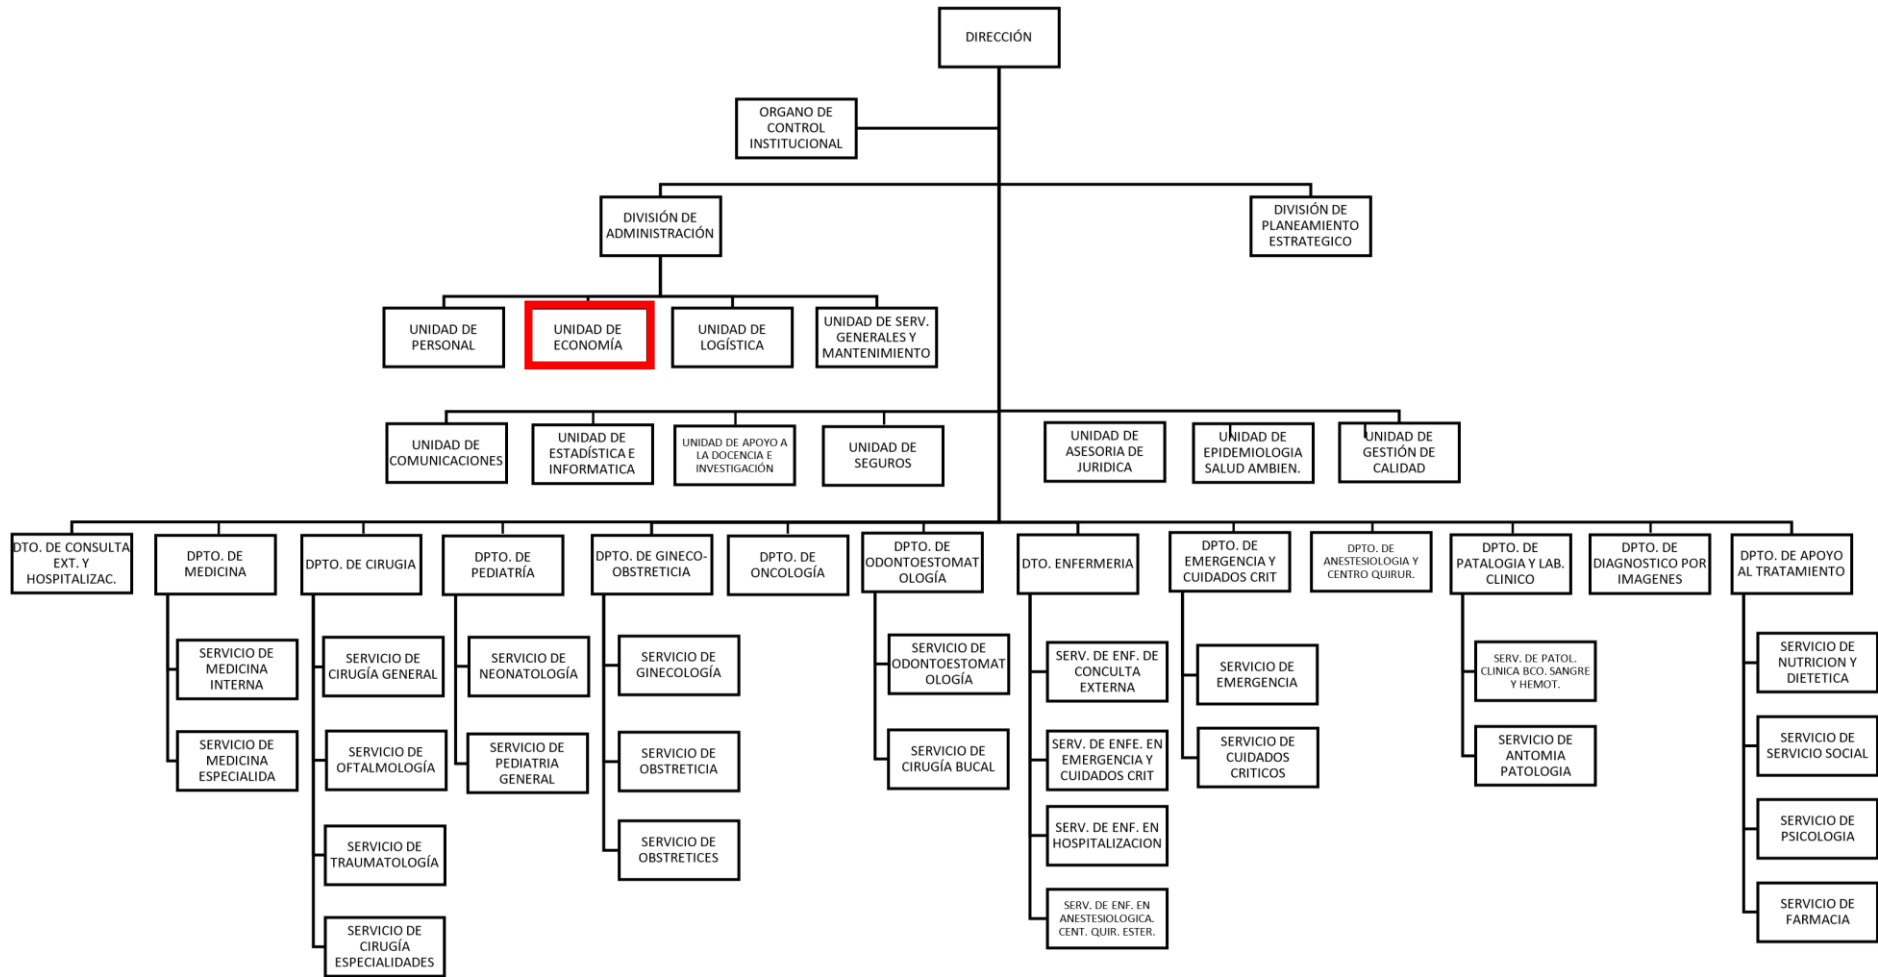 DIRECCIÓN
ORGANO DE
CONTROL
INSTITUCIONAL
DIVISIÓN DE
ADMINISTRACIÓN
DIVISIÓN DE
PLANEAMIENTO
ESTRATEGICO
UNIDAD DE
PERSONAL
UNIDAD DE
ECONOMÍA
UNIDAD DE
LOGÍSTICA
UNIDAD DE SERV.
GENERALES Y
MANTENIMIENTO
UNIDAD DE
COMUNICACIONES
UNIDAD DE
ESTADÍSTICA E
INFORMATICA
UNIDAD DE APOYO A
LA DOCENCIA E
INVESTIGACIÓN
UNIDAD DE
SEGUROS
UNIDAD DE
ASESORIA DE
JURIDICA
UNIDAD DE
EPIDEMIOLOGIA
SALUD AMBIEN.
UNIDAD DE
GESTIÓN DE
CALIDAD
DTO. DE CONSULTA
EXT. Y
HOSPITALIZAC.
DPTO. DE
MEDICINA
DPTO. DE CIRUGIA
DPTO. DE
PEDIATRÍA
DPTO. DE GINECO-
OBSTRETICIA
DPTO. DE
ONCOLOGÍA
DPTO. DE
ODONTOESTOMAT
OLOGÍA
DTO. ENFERMERIA
DPTO. DE
EMERGENCIA Y
CUIDADOS CRIT
DPTO. DE
ANESTESIOLOGIA Y
CENTRO QUIRUR.
DPTO. DE
PATALOGIA Y LAB.
CLINICO
DPTO. DE
DIAGNOSTICO POR
IMAGENES
DPTO. DE APOYO
AL TRATAMIENTO
SERVICIO DE
MEDICINA
INTERNA
SERVICIO DE
MEDICINA
ESPECIALIDA
SERVICIO DE
CIRUGÍA GENERAL
SERVICIO DE
OFTALMOLOGÍA
SERVICIO DE
TRAUMATOLOGÍA
SERVICIO DE
CIRUGÍA
ESPECIALIDADES
SERVICIO DE
NEONATOLOGÍA
SERVICIO DE
PEDIATRIA
GENERAL
SERVICIO DE
GINECOLOGÍA
SERVICIO DE
OBSTRETICIA
SERVICIO DE
OBSTRETICES
SERVICIO DE
ODONTOESTOMAT
OLOGÍA
SERVICIO DE
CIRUGÍA BUCAL
SERV. DE ENF. DE
CONCULTA
EXTERNA
SERV. DE ENFE. EN
EMERGENCIA Y
CUIDADOS CRIT
SERV. DE ENF. EN
HOSPITALIZACION
SERV. DE ENF. EN
ANESTESIOLOGICA.
CENT. QUIR. ESTER.
SERVICIO DE
EMERGENCIA
SERVICIO DE
CUIDADOS
CRITICOS
SERV. DE PATOL.
CLINICA BCO. SANGRE
Y HEMOT.
SERVICIO DE
ANTOMIA
PATOLOGIA
SERVICIO DE
NUTRICION Y
DIETETICA
SERVICIO DE
SERVICIO SOCIAL
SERVICIO DE
PSICOLOGIA
SERVICIO DE
FARMACIA